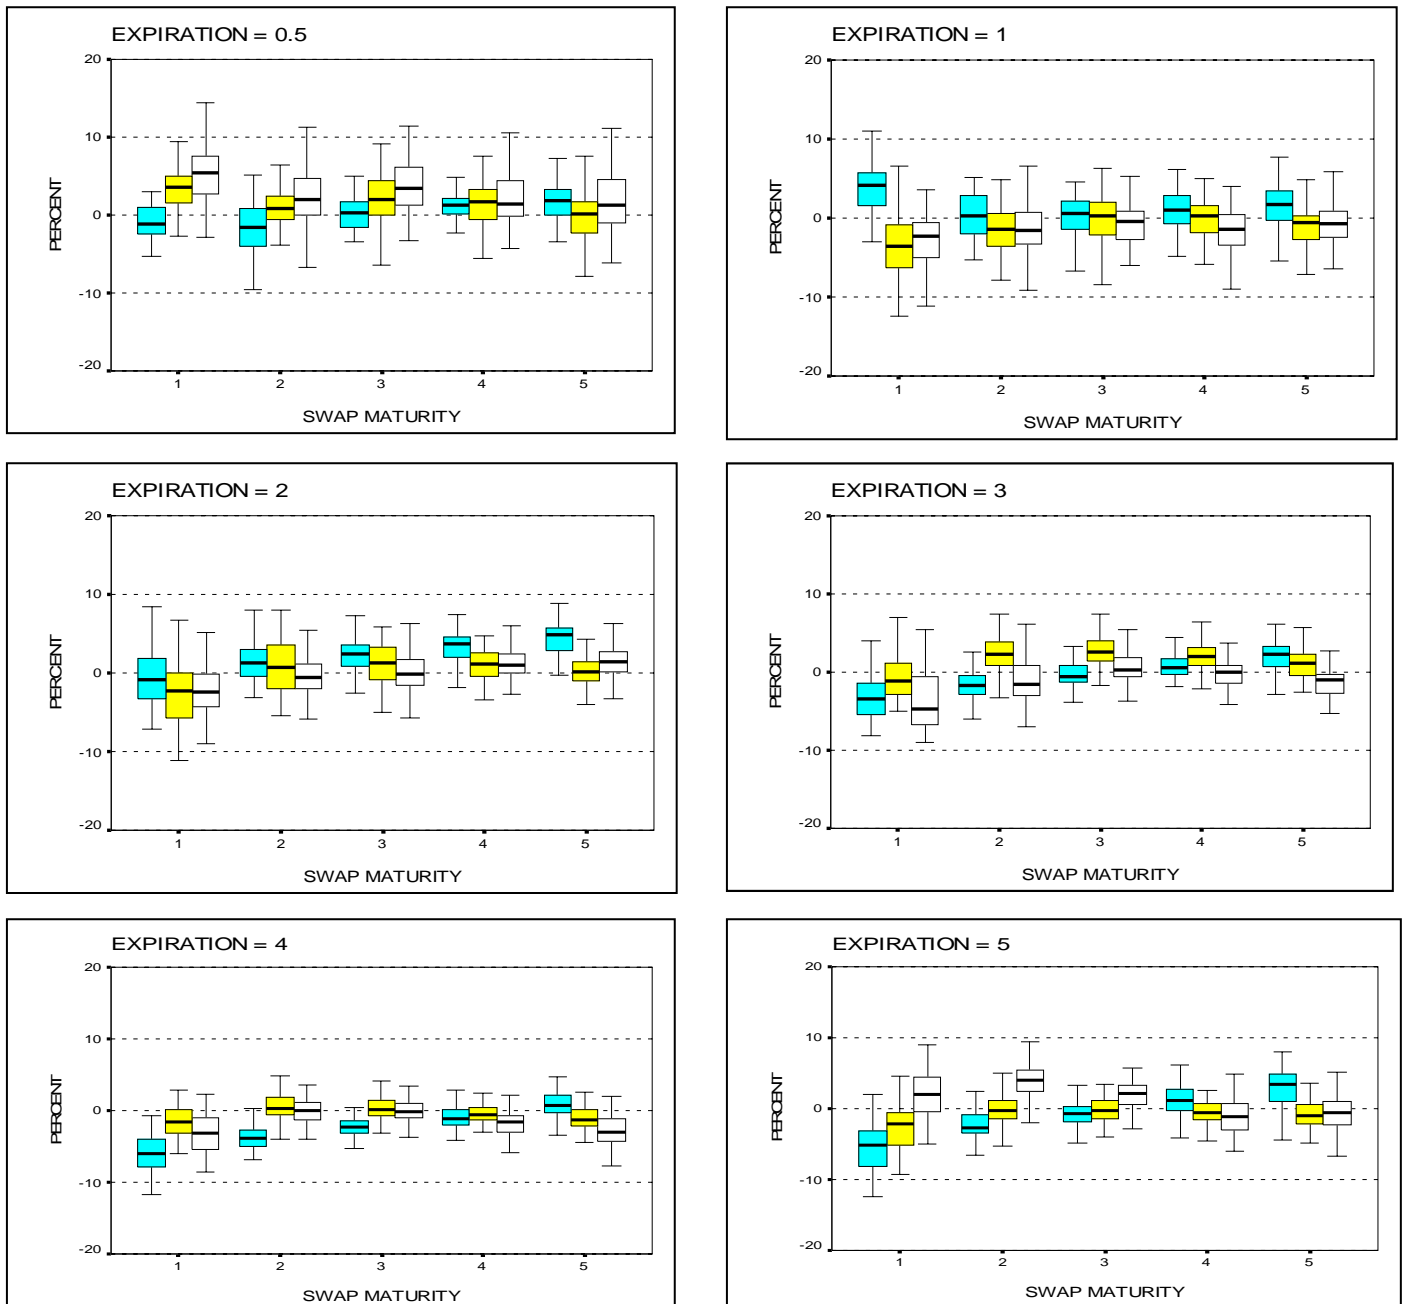 EXPIRATION = 0.5
20
10
0
-10
-20
PERCENT
1 2 3 4 5
SWAP MATURITY
EXPIRATION = 1
20
10
0
-10
-20
PERCENT
1 2 3 4 5
SWAP MATURITY
EXPIRATION = 2
20
10
0
-10
-20
PERCENT
1 2 3 4 5
SWAP MATURITY
EXPIRATION = 3
20
10
0
-10
-20
PERCENT
1 2 3 4 5
SWAP MATURITY
EXPIRATION = 4
20
10
0
-10
-20
PERCENT
1 2 3 4 5
SWAP MATURITY
EXPIRATION = 5
20
10
0
-10
-20
PERCENT
1 2 3 4 5
SWAP MATURITY